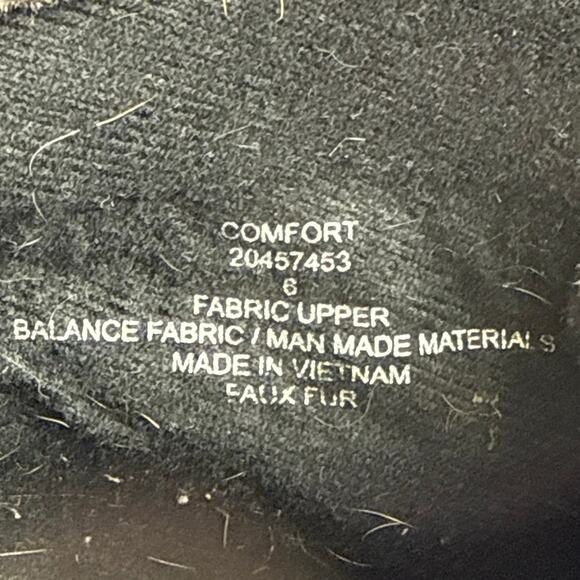 COMFORT
20457453
6
FABRIC UPPER
BALANCE FABRIC / MAN MADE MATERIALS
MADE IN VIETNAM
FAUX FUR